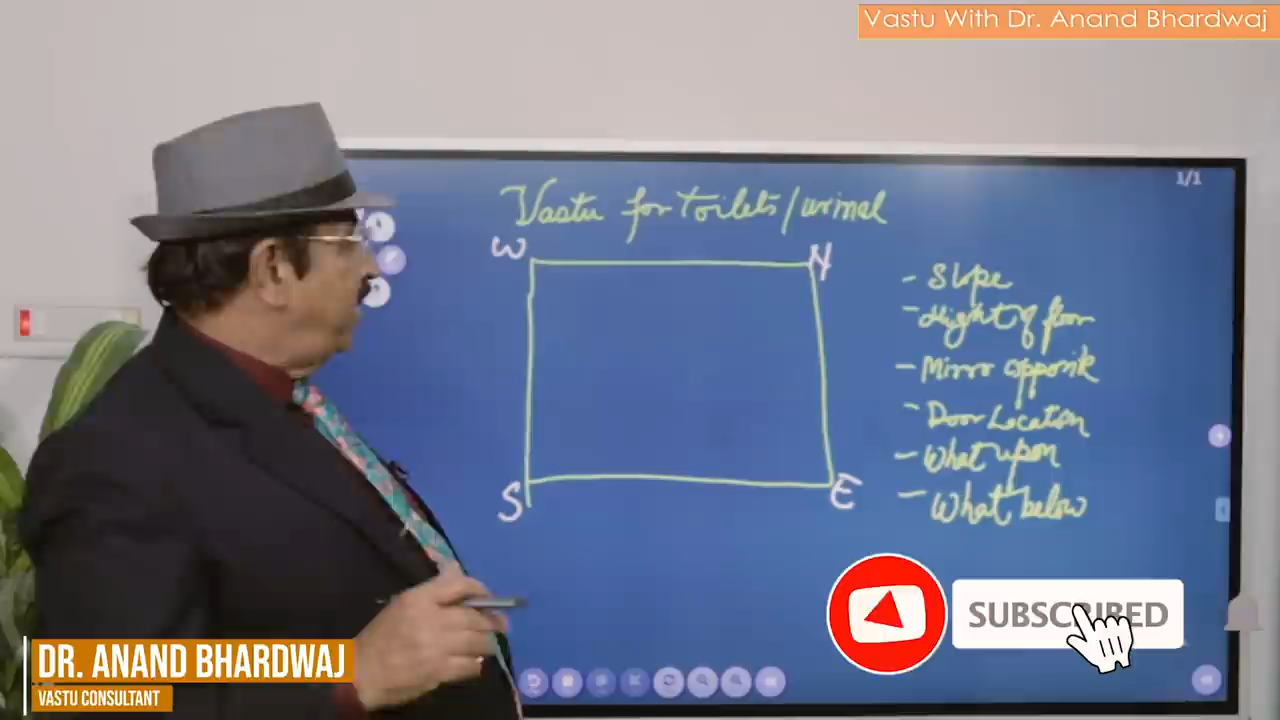 Vastu With Dr. Anand Bhardwaj
1/1
Vastu for toilets/urinal
W
N
S
E
- Slope
- Hight of floor
- Mirror opposite
- Door Location
- What upon
- What below
SUBSCRIBED
DR. ANAND BHARDWAJ
VASTU CONSULTANT